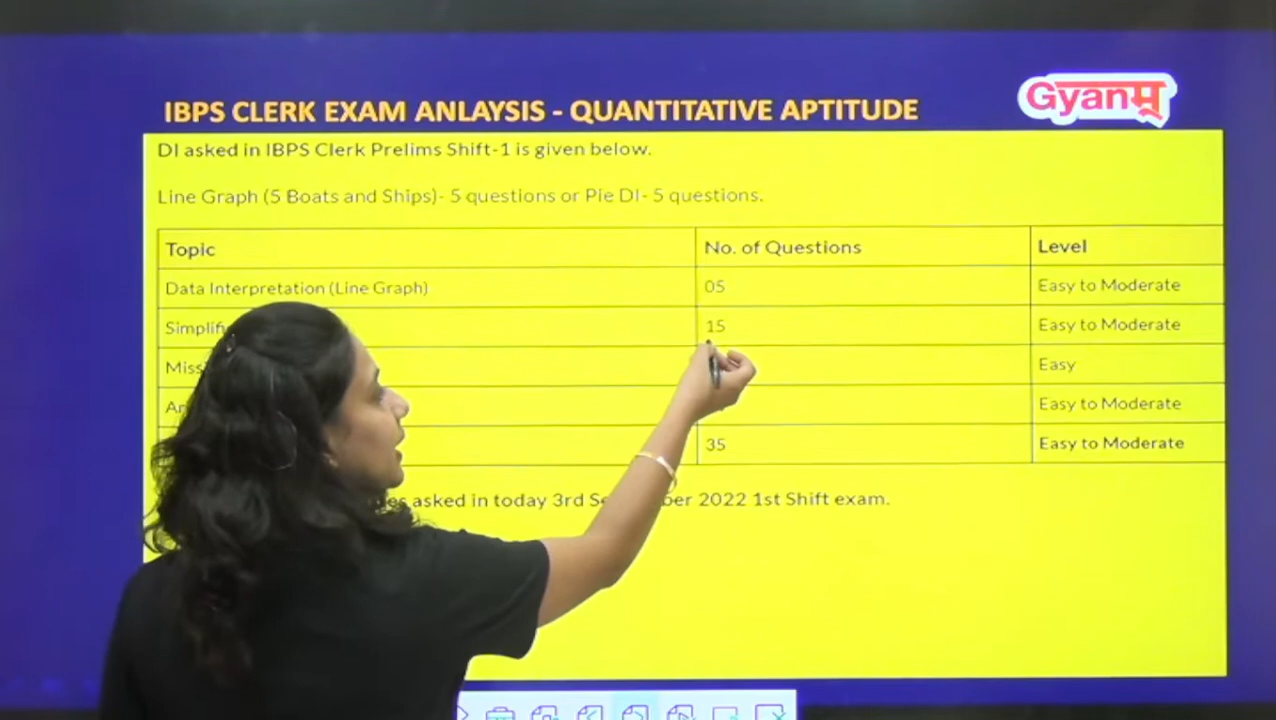 IBPS CLERK EXAM ANLAYSIS - QUANTITATIVE APTITUDE
Gyanम्
DI asked in IBPS Clerk Prelims Shift-1 is given below.
Line Graph (5 Boats and Ships)- 5 questions or Pie DI- 5 questions.
Topic No. of Questions Level
Data Interpretation (Line Graph) 05 Easy to Moderate
15 Easy to Moderate
Easy
Easy to Moderate
35 Easy to Moderate
asked in today 3rd 2022 1st Shift exam.